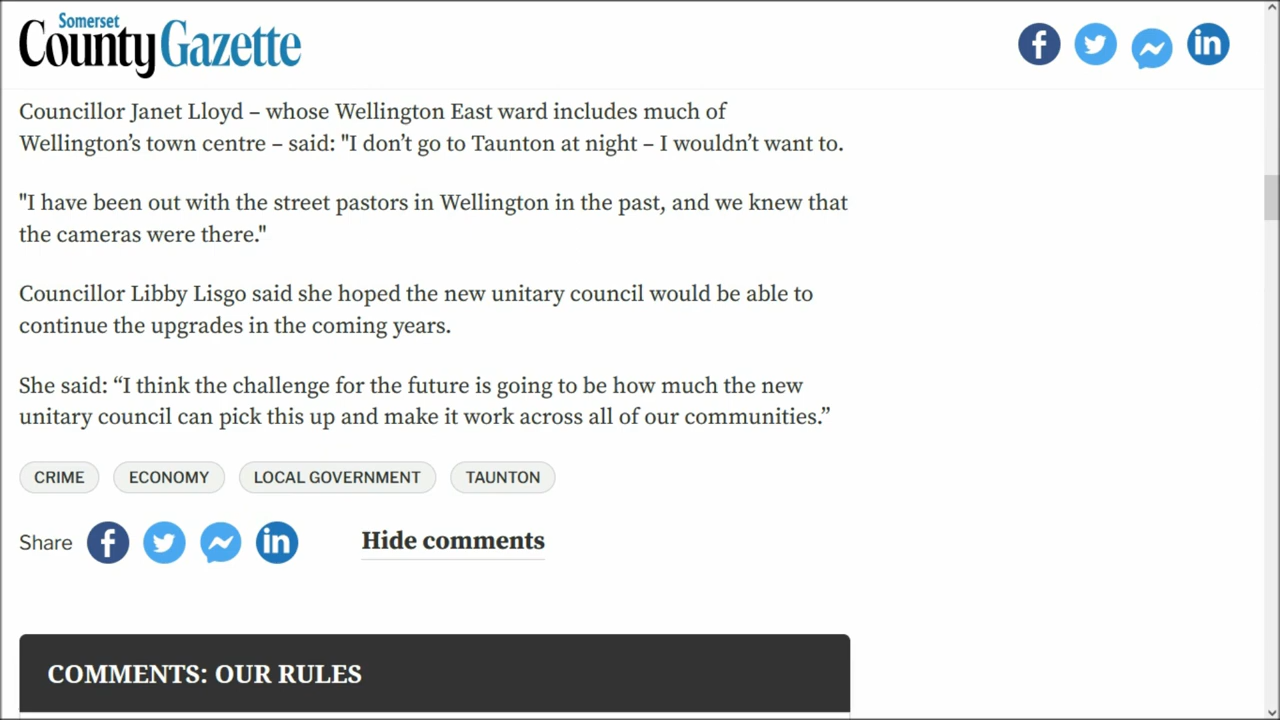 Somerset
County Gazette
Councillor Janet Lloyd – whose Wellington East ward includes much of
Wellington’s town centre – said: "I don’t go to Taunton at night – I wouldn’t want to.
"I have been out with the street pastors in Wellington in the past, and we knew that
the cameras were there."
Councillor Libby Lisgo said she hoped the new unitary council would be able to
continue the upgrades in the coming years.
She said: “I think the challenge for the future is going to be how much the new
unitary council can pick this up and make it work across all of our communities.”
CRIME ECONOMY LOCAL GOVERNMENT TAUNTON
Share Hide comments
COMMENTS: OUR RULES